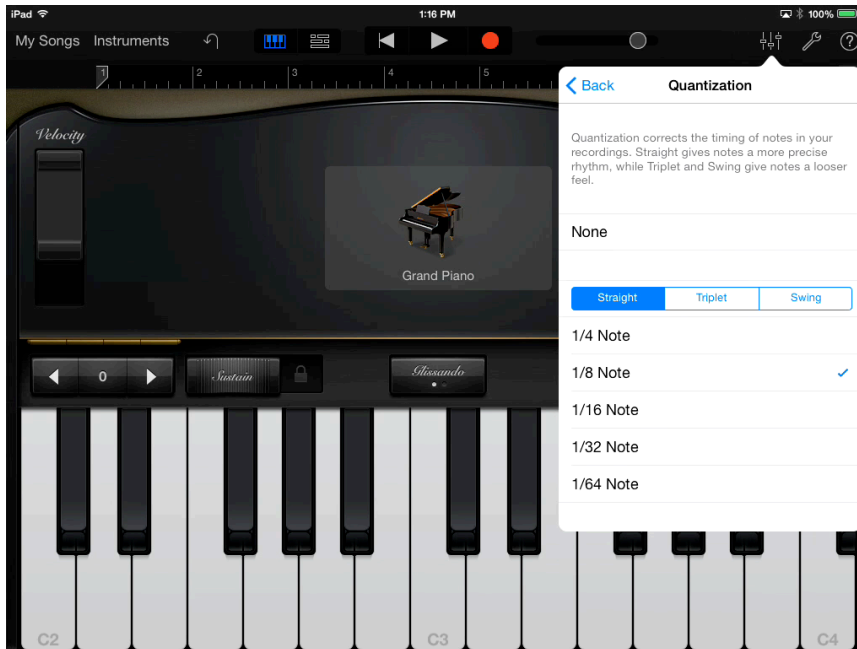 iPad 1:16 PM 100%
My Songs Instruments ?
1 2 3 4 5
Back Quantization
Velocity
Quantization corrects the timing of notes in your
recordings. Straight gives notes a more precise
rhythm, while Triplet and Swing give notes a looser
feel.
None
Grand Piano
Straight Triplet Swing
1/4 Note
1/8 Note
0 Sustain Glissando
1/16 Note
1/32 Note
1/64 Note
C2 C3 C4